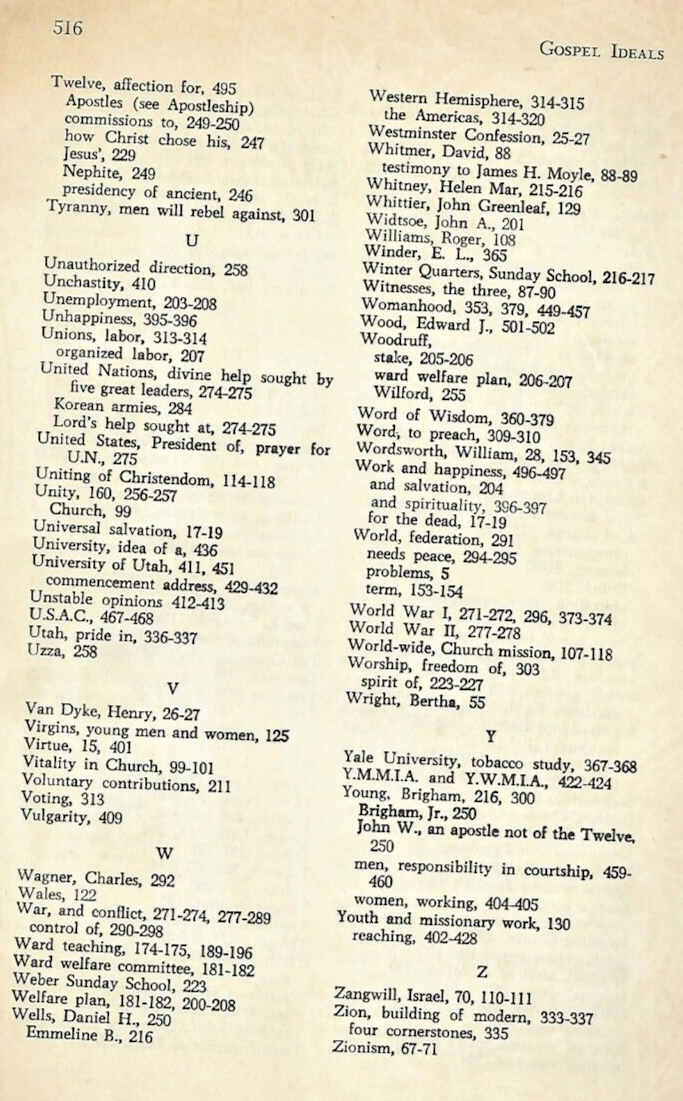 516
GOSPEL IDEALS
Twelve, affection for, 495
Apostles (see Apostleship)
commissions to, 249-250
how Christ chose his, 247
Jesus', 229
Nephite, 249
presidency of ancient, 246
Tyranny, men will rebel against, 301
U
Unauthorized direction, 258
Unchastity, 410
Unemployment, 203-208
Unhappiness, 395-396
Unions, labor, 313-314
organized labor, 207
United Nations, divine help sought by
five great leaders, 274-275
Korean armies, 284
Lord's help sought at, 274-275
United States, President of, prayer for
U.N., 275
Uniting of Christendom, 114-118
Unity, 160, 256-257
Church, 99
Universal salvation, 17-19
University, idea of a, 436
University of Utah, 411, 451
commencement address, 429-432
Unstable opinions 412-413
U.S.A.C., 467-468
Utah, pride in, 336-337
Uzza, 258
V
Van Dyke, Henry, 26-27
Virgins, young men and women, 125
Virtue, 15, 401
Vitality in Church, 99-101
Voluntary contributions, 211
Voting, 313
Vulgarity, 409
W
Wagner, Charles, 292
Wales, 122
War, and conflict, 271-274, 277-289
control of, 290-298
Ward teaching, 174-175, 189-196
Ward welfare committee, 181-182
Weber Sunday School, 223
Welfare plan, 181-182, 200-208
Wells, Daniel H., 250
Emmeline B., 216
Western Hemisphere, 314-315
the Americas, 314-320
Westminster Confession, 25-27
Whitmer, David, 88
testimony to James H. Moyle, 88-89
Whitney, Helen Mar, 215-216
Whittier, John Greenleaf, 129
Widtsoe, John A., 201
Williams, Roger, 108
Winder, E. L., 365
Winter Quarters, Sunday School, 216-217
Witnesses, the three, 87-90
Womanhood, 353, 379, 449-457
Wood, Edward J., 501-502
Woodruff,
stake, 205-206
ward welfare plan, 206-207
Wilford, 255
Word of Wisdom, 360-379
Word, to preach, 309-310
Wordsworth, William, 28, 153, 345
Work and happiness, 496-497
and salvation, 204
and spirituality, 396-397
for the dead, 17-19
World, federation, 291
needs peace, 294-295
problems, 5
term, 153-154
World War I, 271-272, 296, 373-374
World War II, 277-278
World-wide, Church mission, 107-118
Worship, freedom of, 303
spirit of, 223-227
Wright, Bertha, 55
Y
Yale University, tobacco study, 367-368
Y.M.M.I.A. and Y.W.M.I.A., 422-424
Young, Brigham, 216, 300
Brigham, Jr., 250
John W., an apostle not of the Twelve,
250
men, responsibility in courtship, 459-
460
women, working, 404-405
Youth and missionary work, 130
reaching, 402-428
Z
Zangwill, Israel, 70, 110-111
Zion, building of modern, 333-337
four cornerstones, 335
Zionism, 67-71